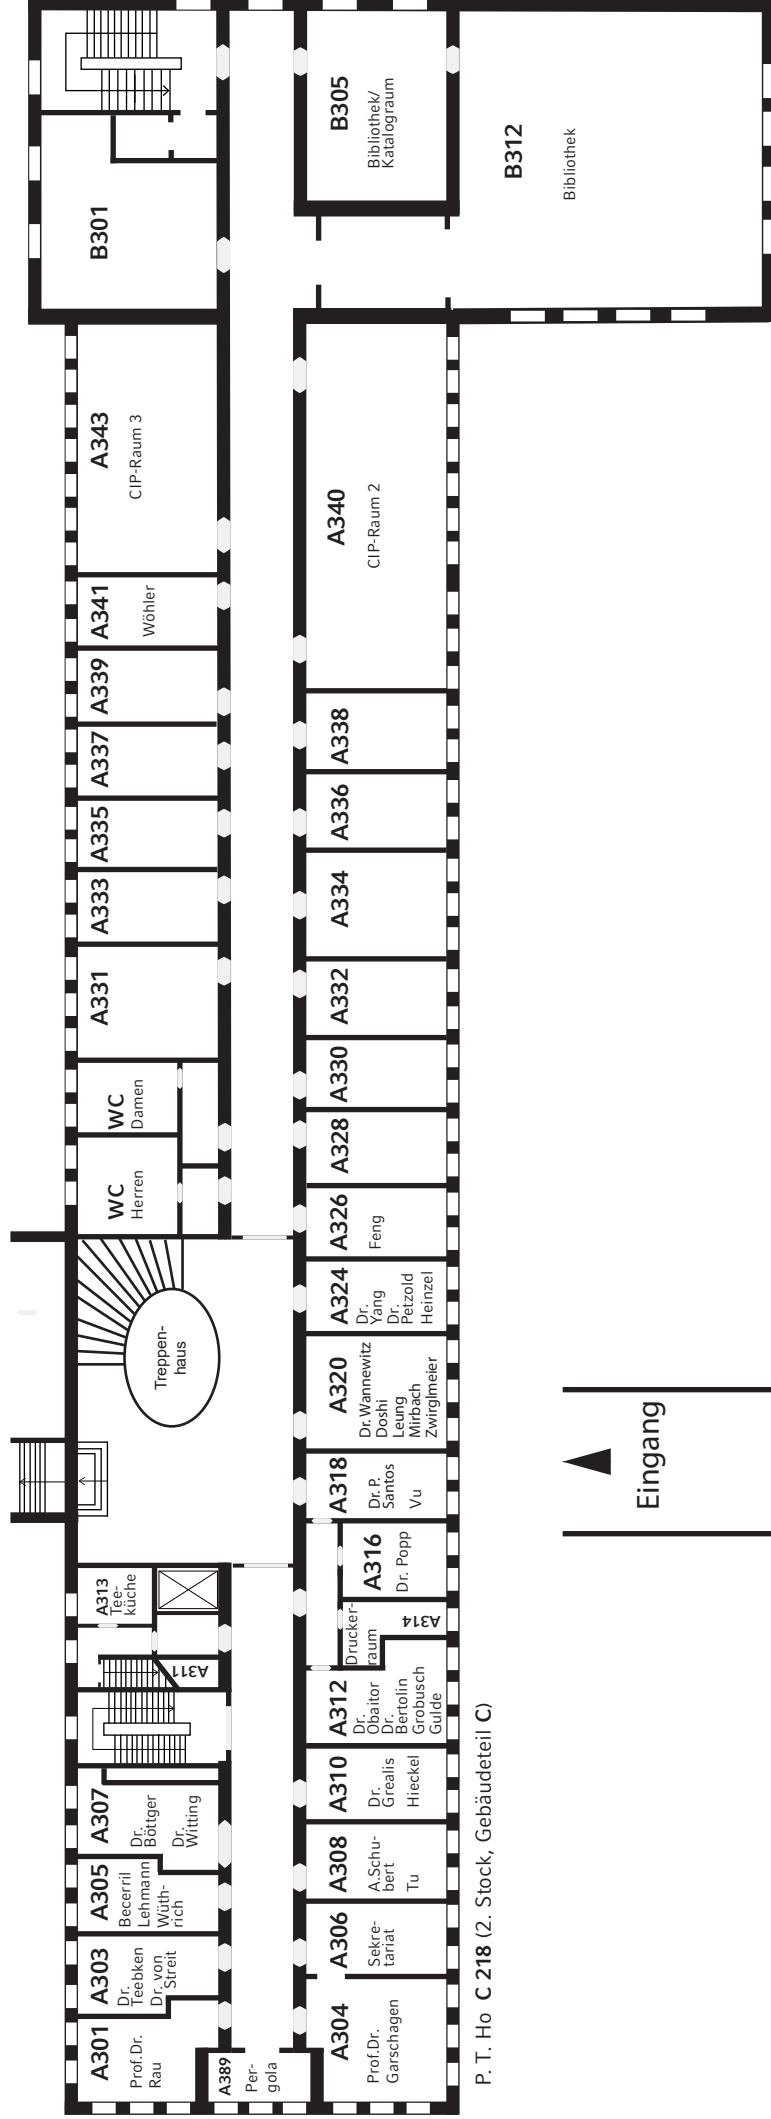 B301
B305
Bibliothek/
Katalograum
B312
Bibliothek
A343
CIP-Raum 3
A341
Wöhler
A339
A337
A335
A333
A331
WC
Damen
WC
Herren
Treppen-
haus
A313
Tee-
küche
A311
A307
Dr.
Böttger
Dr.
Witting
A305
Becerril
Lehmann
Wüth-
rich
A303
Dr.
Teebken
Dr. von
Streit
A301
Prof.Dr.
Rau
A389
Per-
gola
A340
CIP-Raum 2
A338
A336
A334
A332
A330
A328
A326
Feng
A324
Dr.
Yang
Dr.
Petzold
Heinzel
A320
Dr. Wannewitz
Doshi
Leung
Mirbach
Zwirglmeier
A318
Dr. P.
Santos
Vu
A316
Dr. Popp
Drucker-
raum
A314
A312
Dr.
Obaitor
Dr.
Bertolin
Grobusch
Gulde
A310
Dr.
Grealis
Hieckel
A308
A.Schu-
bert
Tu
A306
Sekre-
tariat
A304
Prof.Dr.
Garschagen
Eingang
P. T. Ho C 218 (2. Stock, Gebäudeteil C)